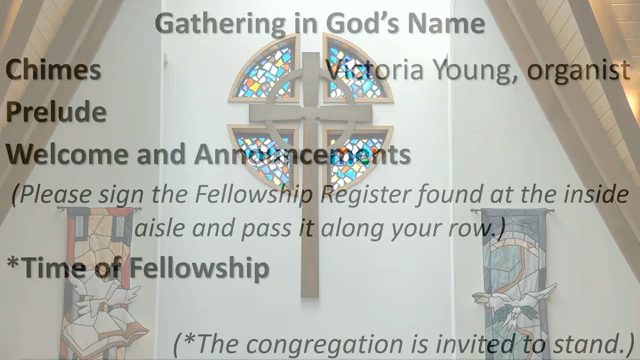 Gathering in God's Name
Chimes Victoria Young, organist
Prelude
Welcome and Announcements
(Please sign the Fellowship Register found at the inside
aisle and pass it along your row.)
*Time of Fellowship
(*The congregation is invited to stand.)